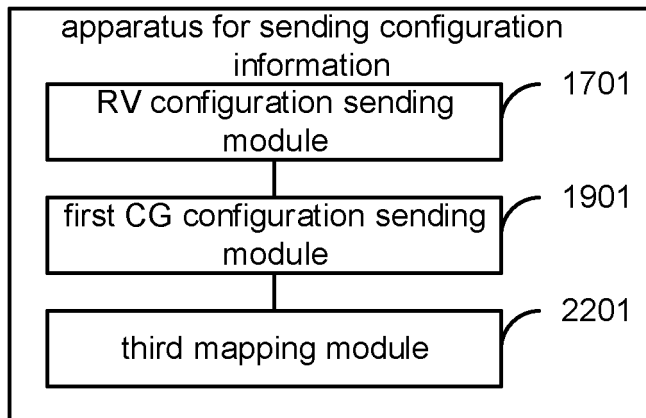 apparatus for sending configuration
information
RV configuration sending
module
1701
first CG configuration sending
module
1901
third mapping module
2201